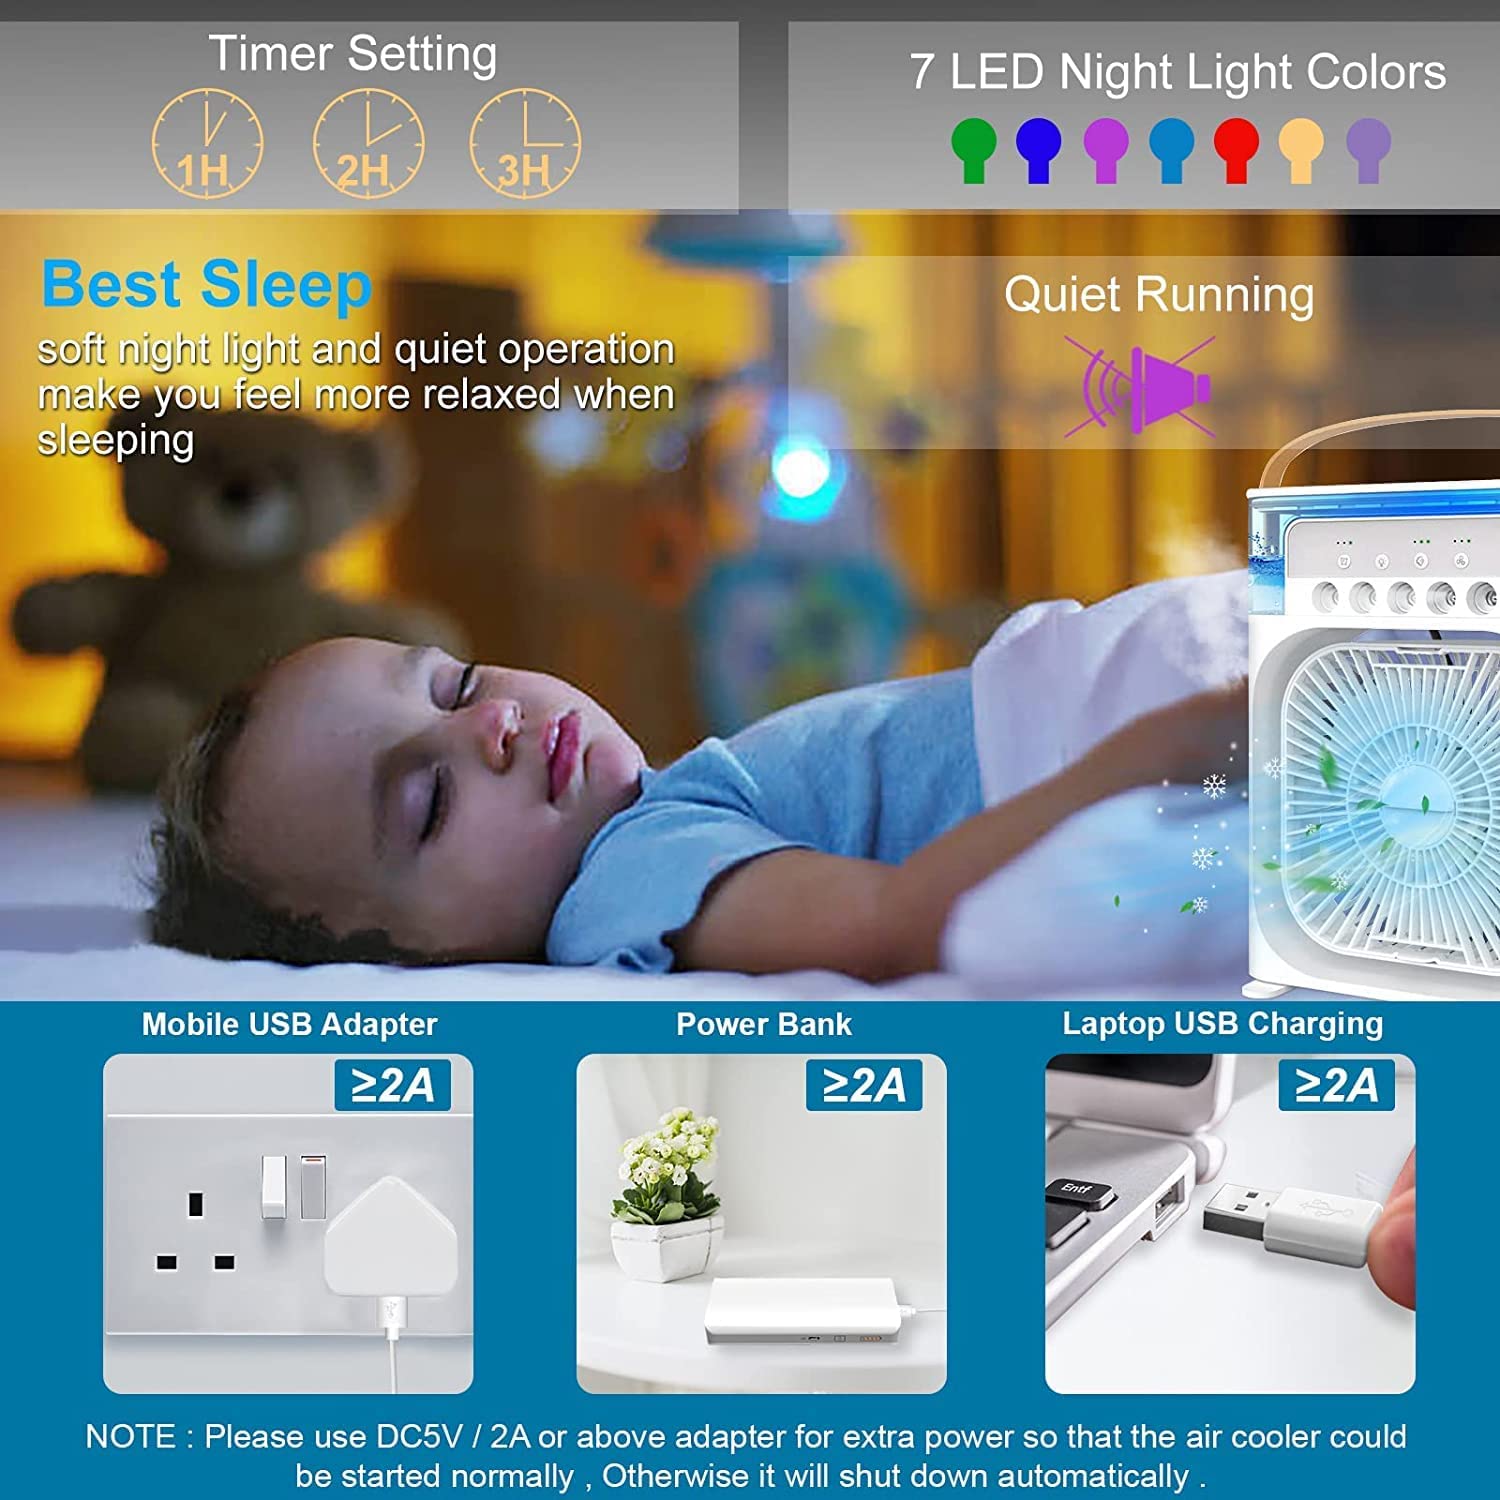 Timer Setting
1H
2H
3H
7 LED Night Light Colors
Best Sleep
soft night light and quiet operation
make you feel more relaxed when
sleeping
Quiet Running
Mobile USB Adapter
Power Bank
Laptop USB Charging
≥2A
≥2A
≥2A
Entf
NOTE : Please use DC5V / 2A or above adapter for extra power so that the air cooler could
be started normally , Otherwise it will shut down automatically .